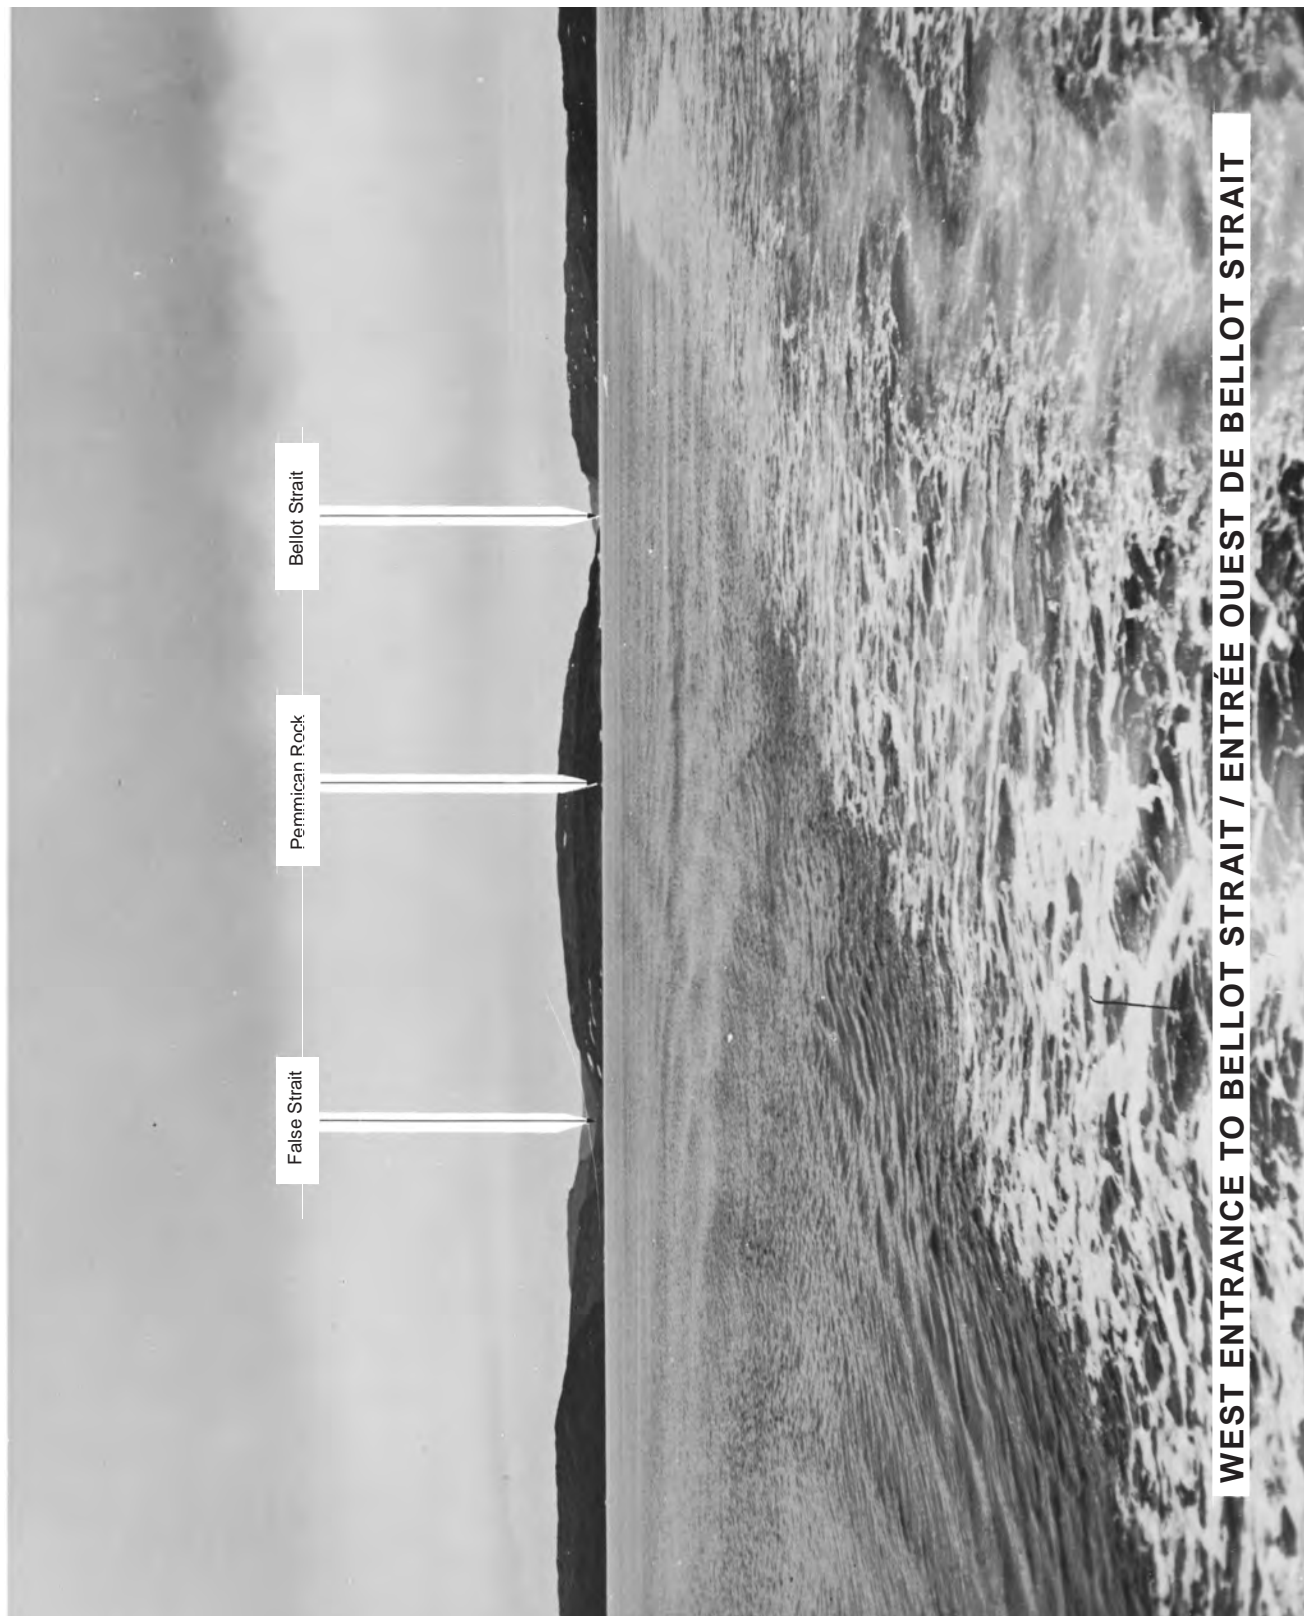 False Strait
Pemmican Rock
Bellot Strait
WEST ENTRANCE TO BELLOT STRAIT / ENTRÉE OUEST DE BELLOT STRAIT